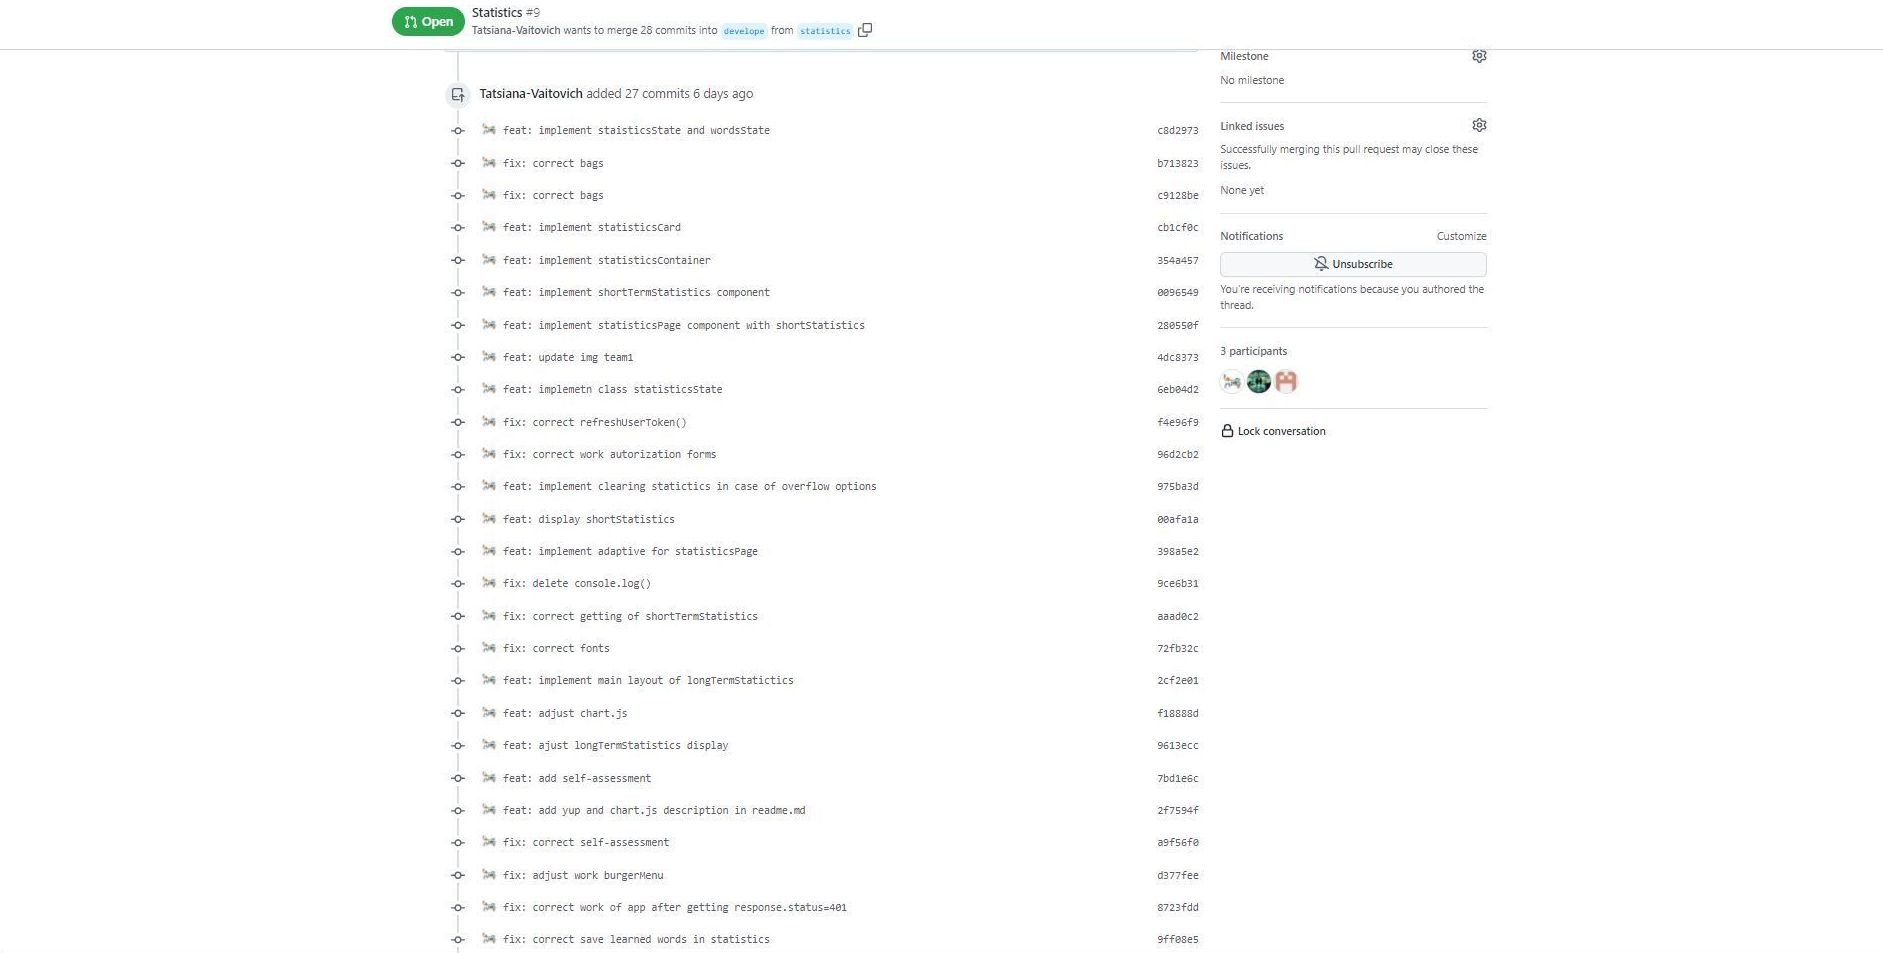 Open
Statistics #9
Tatsiana-Vaitovich wants to merge 28 commits into develope from statistics
Tatsiana-Vaitovich added 27 commits 6 days ago
feat: implement staisticsState and wordsState c8d2973
fix: correct bags b713823
fix: correct bags c9128be
feat: implement statisticsCard cb1cf0c
feat: implement statisticsContainer 354a457
feat: implement shortTermStatistics component 0096549
feat: implement statisticsPage component with shortStatistics 280550f
feat: update img team1 4dc8373
feat: implemetn class statisticsState 6eb04d2
fix: correct refreshUserToken() f4e96f9
fix: correct work autorization forms 96d2cb2
feat: implement clearing statictics in case of overflow options 975ba3d
feat: display shortStatistics 00afa1a
feat: implement adaptive for statisticsPage 398a5e2
fix: delete console.log() 9ce6b31
fix: correct getting of shortTermStatistics aaad0c2
fix: correct fonts 72fb32c
feat: implement main layout of longTermStatictics 2cf2e01
feat: adjust chart.js f18888d
feat: ajust longTermStatistics display 9613ecc
feat: add self-assessment 7bd1e6c
feat: add yup and chart.js description in readme.md 2f7594f
fix: correct self-assessment a9f56f0
fix: adjust work burgerMenu d377fee
fix: correct work of app after getting response.status=401 8723fdd
fix: correct save learned words in statistics 9ff08e5
Milestone
No milestone
Linked issues
Successfully merging this pull request may close these
issues.
None yet
Notifications Customize
Unsubscribe
You're receiving notifications because you authored the
thread.
3 participants
Lock conversation